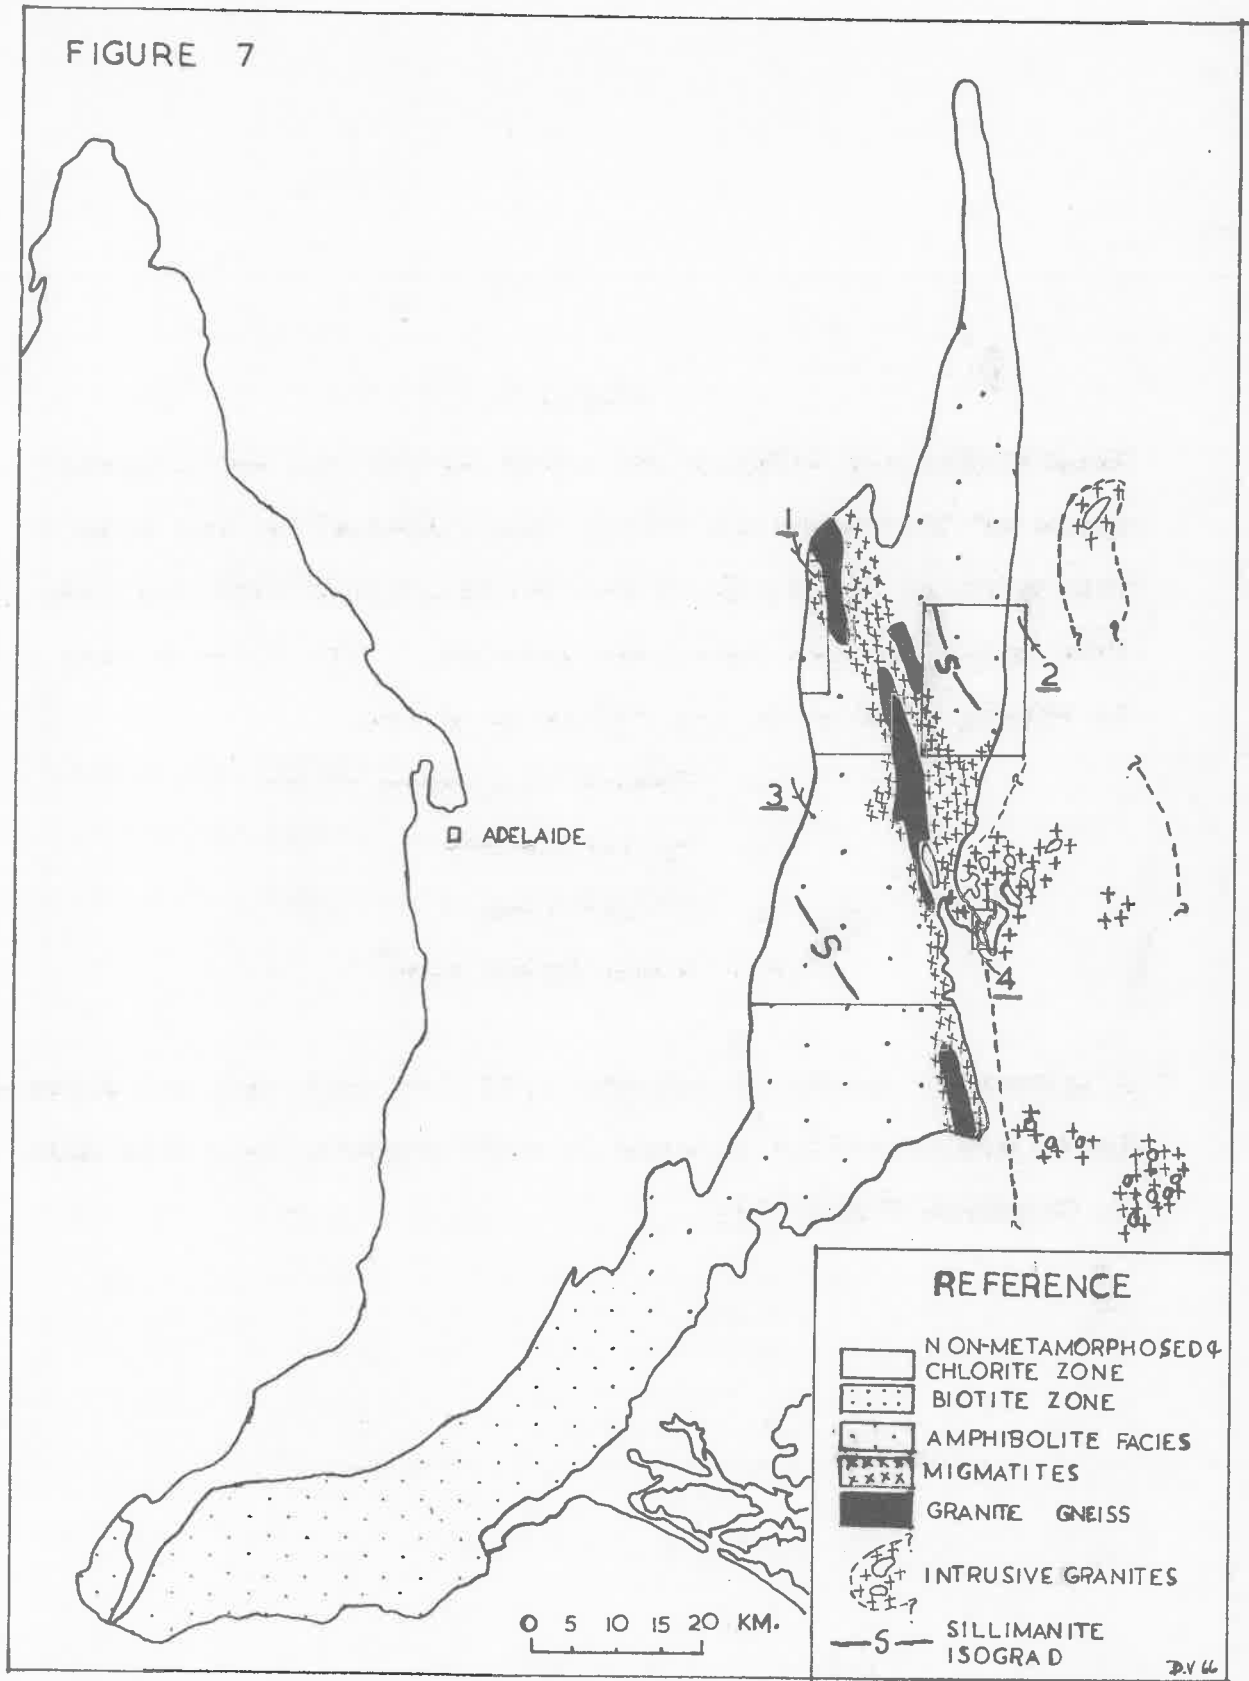 FIGURE 7
1
2
3
S
□ ADELAIDE
S
4
? ?
?
?
?
?
REFERENCE
NON-METAMORPHOSED &
CHLORITE ZONE
BIOTITE ZONE
AMPHIBOLITE FACIES
MIGMATITES
GRANITE GNEISS
?
INTRUSIVE GRANITES
?
S
SILLIMANITE
ISOGRAD
0 5 10 15 20 KM.
D.V 66